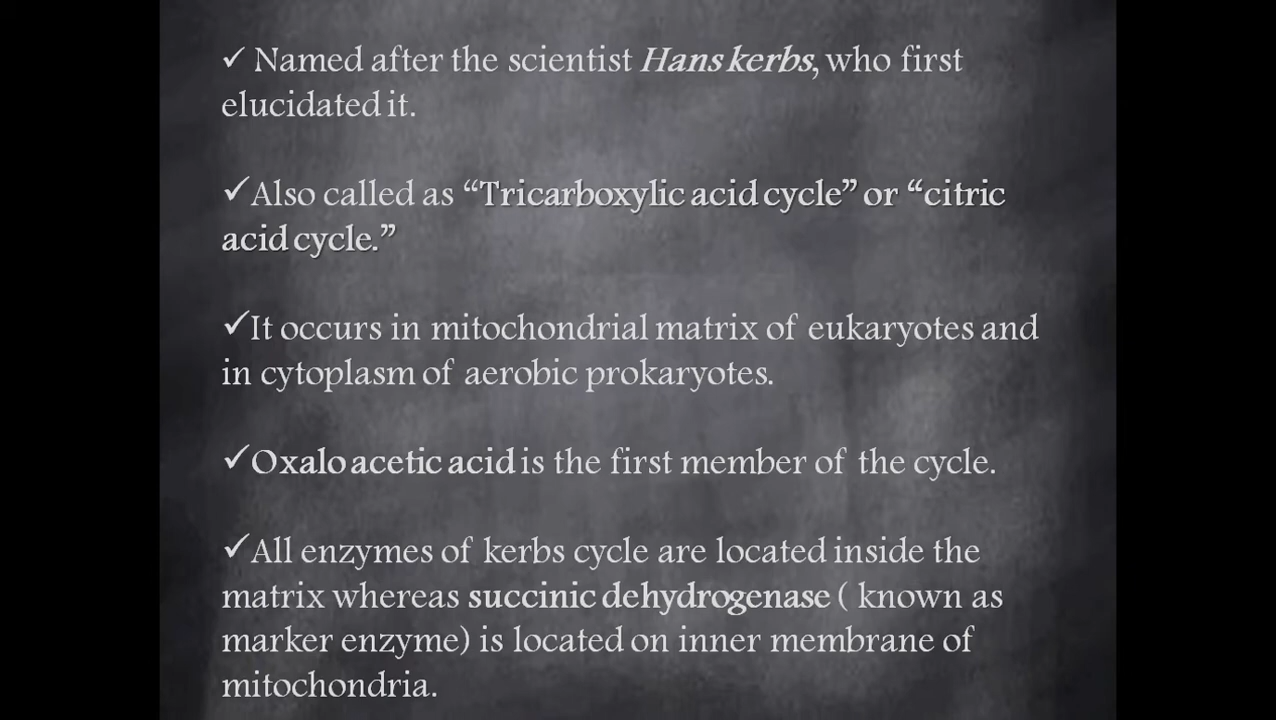 ✓ Named after the scientist Hans kerbs, who first
elucidated it.
✓Also called as “Tricarboxylic acid cycle” or “citric
acid cycle.”
✓It occurs in mitochondrial matrix of eukaryotes and
in cytoplasm of aerobic prokaryotes.
✓Oxalo acetic acid is the first member of the cycle.
✓All enzymes of kerbs cycle are located inside the
matrix whereas succinic dehydrogenase ( known as
marker enzyme) is located on inner membrane of
mitochondria.